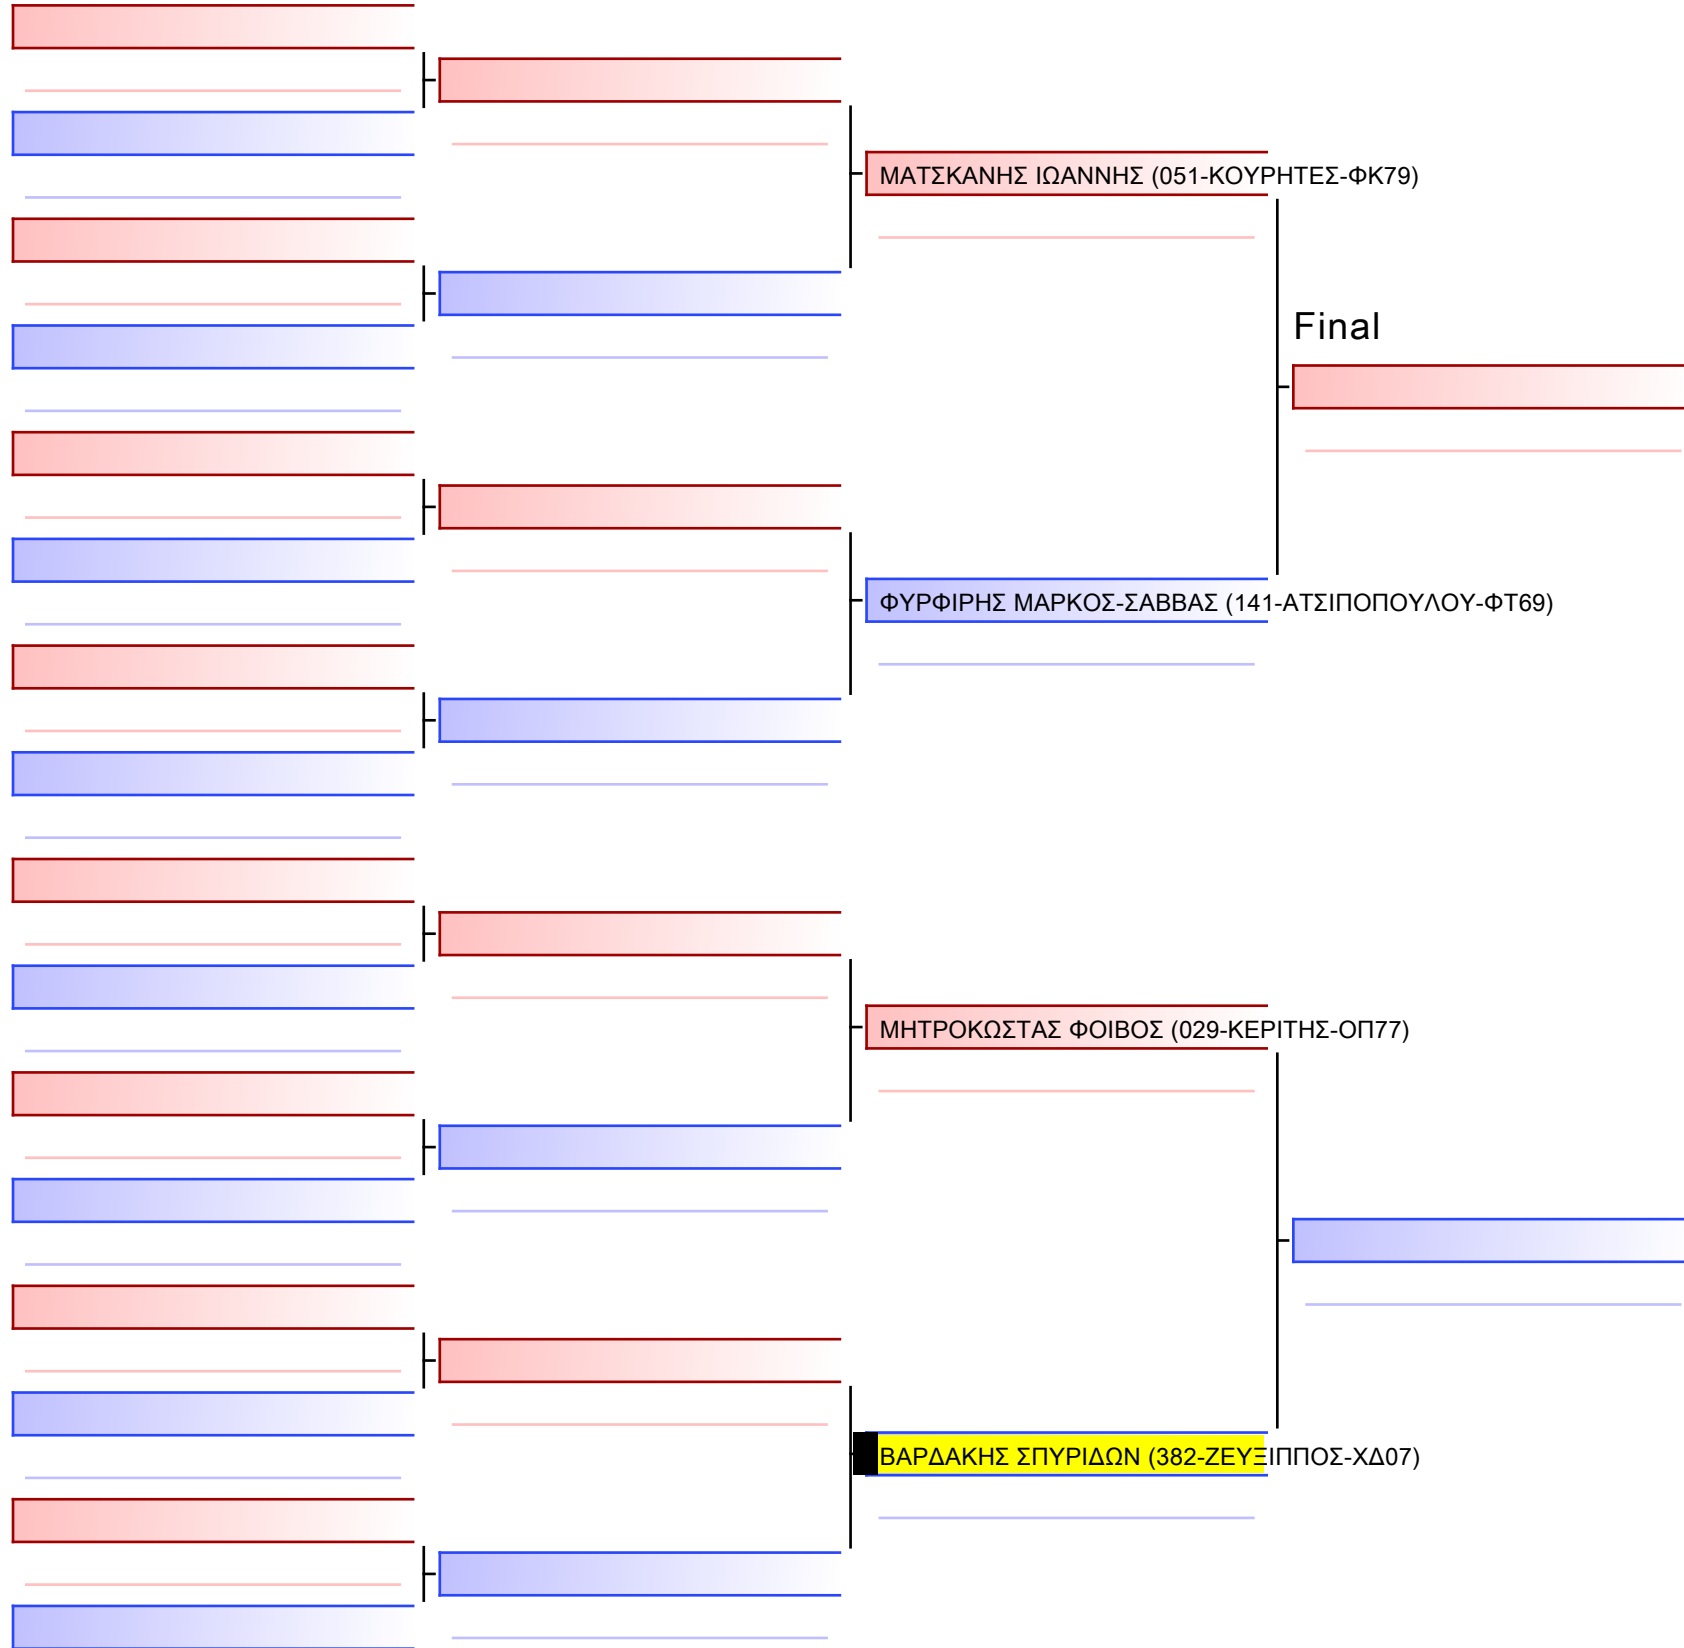 ΜΑΤΣΚΑΝΗΣ ΙΩΑΝΝΗΣ (051-ΚΟΥΡΗΤΕΣ-ΦΚ79)
Final
ΦΥΡΦΙΡΗΣ ΜΑΡΚΟΣ-ΣΑΒΒΑΣ (141-ΑΤΣΙΠΟΠΟΥΛΟΥ-ΦΤ69)
ΜΗΤΡΟΚΩΣΤΑΣ ΦΟΙΒΟΣ (029-ΚΕΡΙΤΗΣ-ΟΠ77)
ΒΑΡΔΑΚΗΣ ΣΠΥΡΙΔΩΝ (382-ΖΕΥΞΙΠΠΟΣ-ΧΔ07)